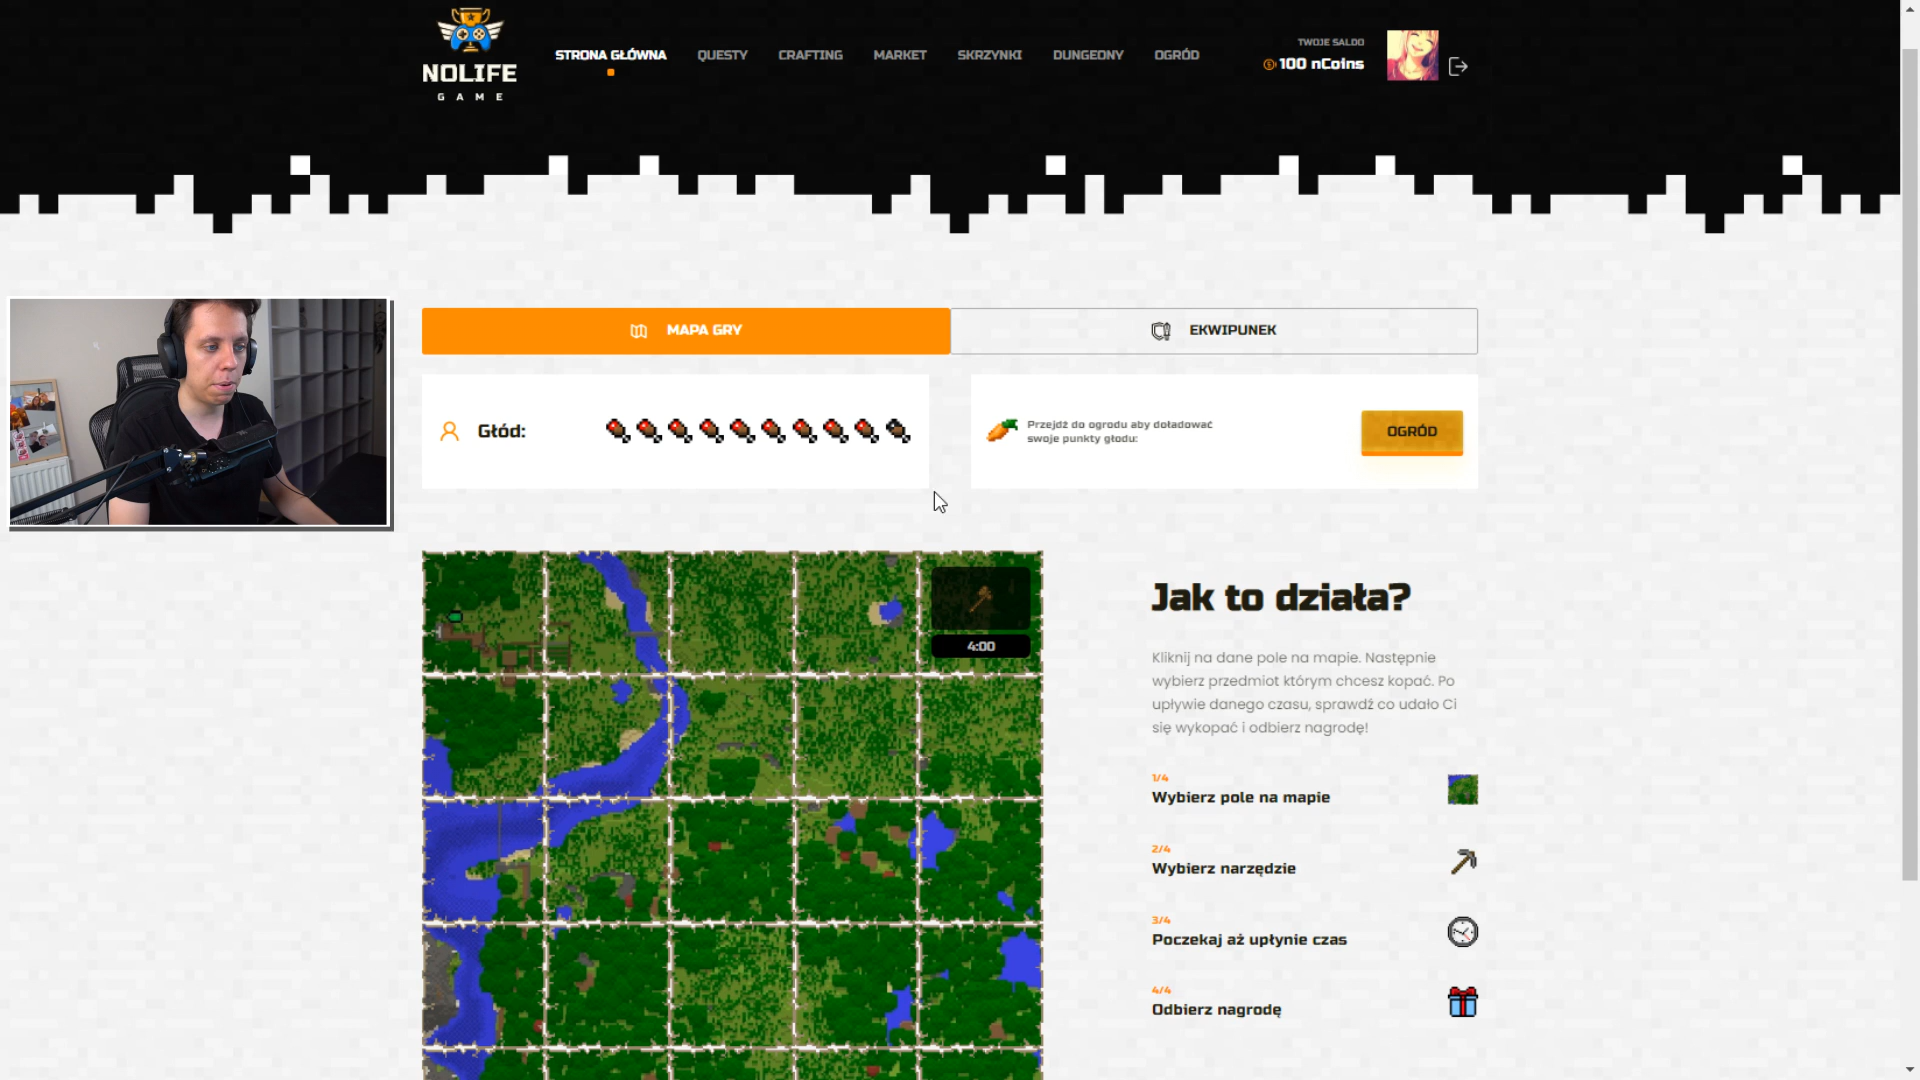 NOLIFE
GAME
STRONA GŁÓWNA
QUESTY
CRAFTING
MARKET
SKRZYNKI
DUNGEONY
OGRÓD
TWOJE SALDO
100 nCoins
MAPA GRY
EKWIPUNEK
Głód:
Przejdź do ogrodu aby doładować
swoje punkty głodu:
OGRÓD
4:00
Jak to działa?
Kliknij na dane pole na mapie. Następnie
wybierz przedmiot którym chcesz kopać. Po
upływie danego czasu, sprawdź co udało Ci
się wykopać i odbierz nagrodę!
1/4
Wybierz pole na mapie
2/4
Wybierz narzędzie
3/4
Poczekaj aż upłynie czas
4/4
Odbierz nagrodę